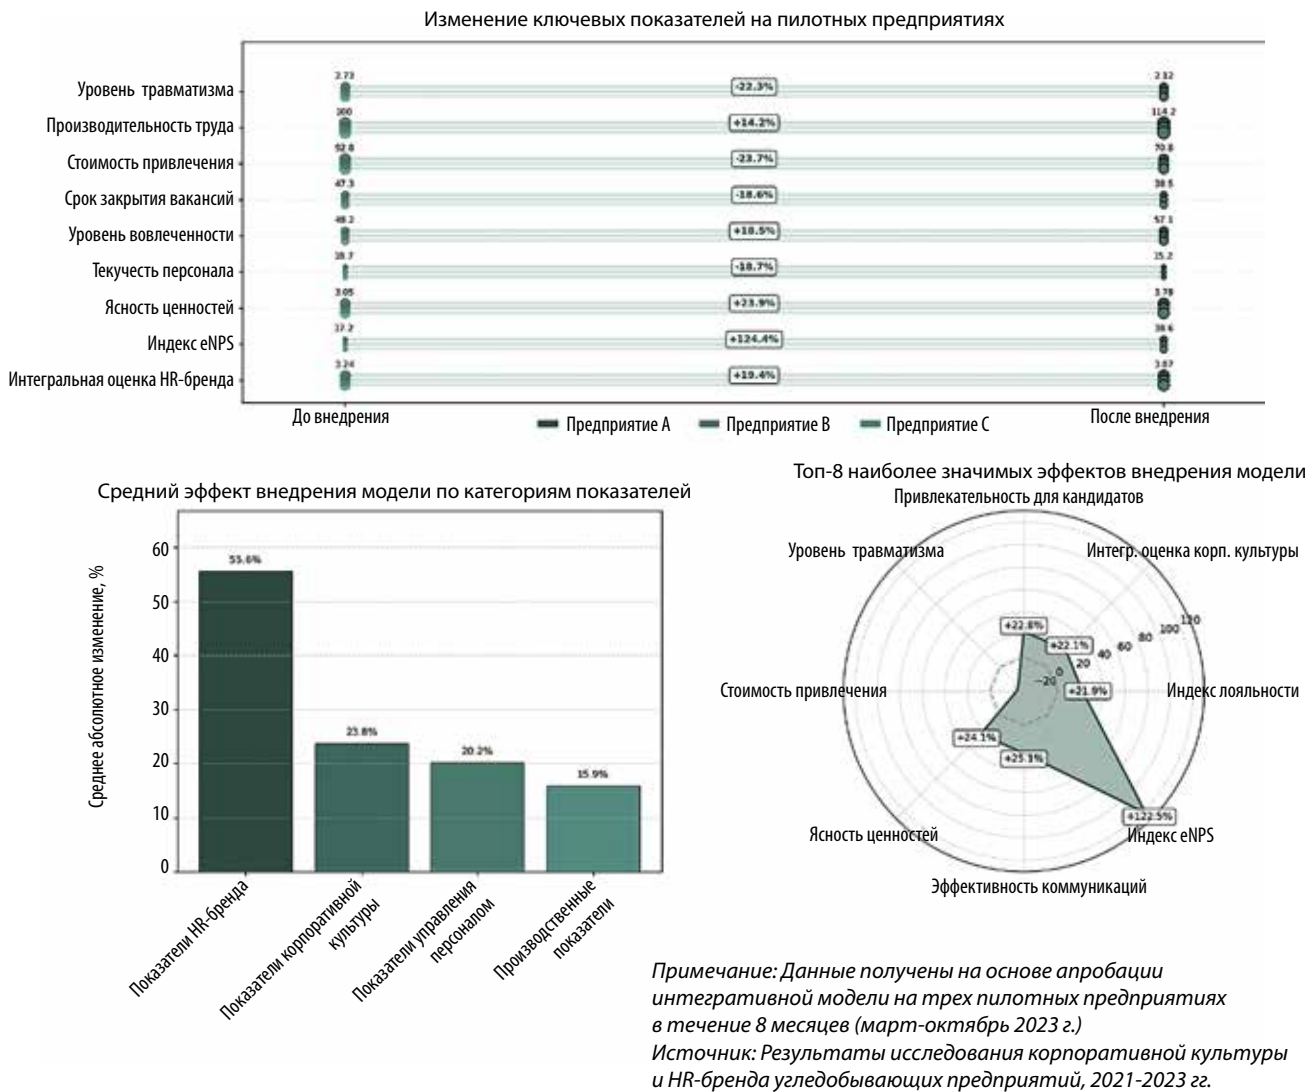 Изменение ключевых показателей на пилотных предприятиях
2.73
-22.3%
2.12
Уровень травматизма
100
+14.2%
114.2
Производительность труда
92.8
-23.7%
70.8
Стоимость привлечения
47.3
-18.6%
38.5
Срок закрытия вакансий
48.2
+18.5%
57.1
Уровень вовлеченности
18.7
-18.7%
15.2
Текучесть персонала
3.05
+23.9%
3.78
Ясность ценностей
17.2
+124.4%
38.6
Индекс eNPS
3.24
+19.4%
3.87
Интегральная оценка HR-бренда
До внедрения
После внедрения
Предприятие A
Предприятие B
Предприятие C
Средний эффект внедрения модели по категориям показателей
Среднее абсолютное изменение, %
60
50
40
30
20
10
0
55.6%
23.8%
20.2%
15.9%
Показатели HR-бренда
Показатели корпоративной
культуры
Показатели управления
персоналом
Производственные
показатели
Топ-8 наиболее значимых эффектов внедрения модели
Привлекательность для кандидатов
Уровень травматизма
Интегр. оценка корп. культуры
Стоимость привлечения
Индекс лояльности
Ясность ценностей
Индекс eNPS
Эффективность коммуникаций
−20
0
20
40
60
80
100
120
+22.8%
+22.1%
+21.9%
+24.1%
+25.1%
+122.5%
Примечание: Данные получены на основе апробации
интегративной модели на трех пилотных предприятиях
в течение 8 месяцев (март-октябрь 2023 г.)
Источник: Результаты исследования корпоративной культуры
и HR-бренда угледобывающих предприятий, 2021-2023 гг.